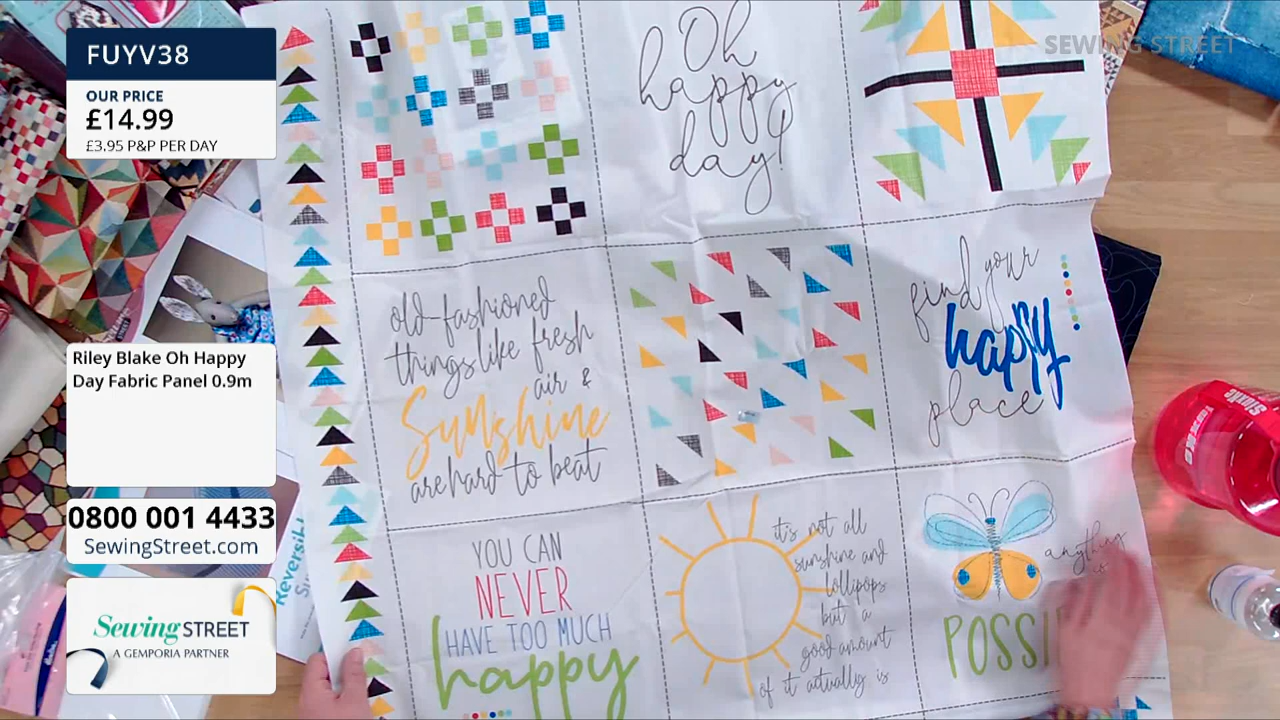 FUYV38
OUR PRICE
£14.99
£3.95 P&P PER DAY
Riley Blake Oh Happy
Day Fabric Panel 0.9m
0800 001 4433
SewingStreet.com
Sewing STREET
A GEMPORIA PARTNER
SEWING STREET
Oh
happy
day!
old-fashioned
things like fresh
air &
Sunshine
are hard to beat
find your
happy
place
YOU CAN
NEVER
HAVE TOO MUCH
happy
it's not all
sunshine and
lollipops
but a
good amount
of it actually is
anything
is
POSSI
Reversibl